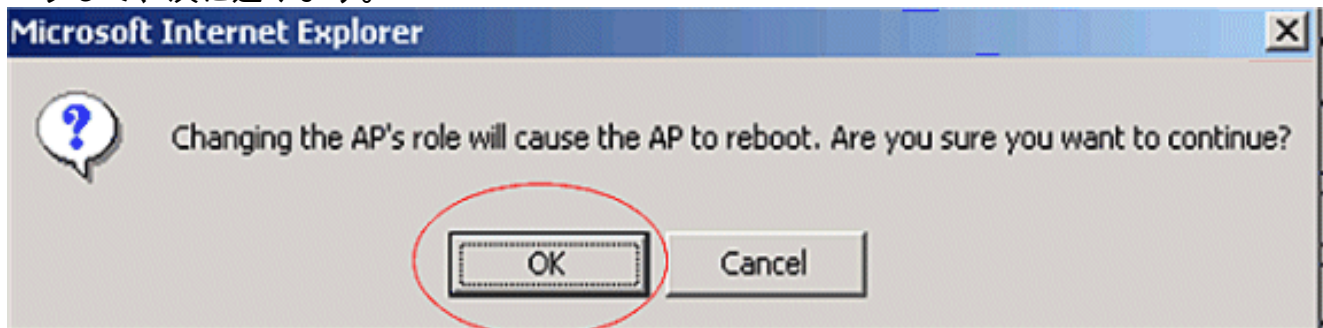 Microsoft Internet Explorer
Changing the AP's role will cause the AP to reboot. Are you sure you want to continue?
OK
Cancel